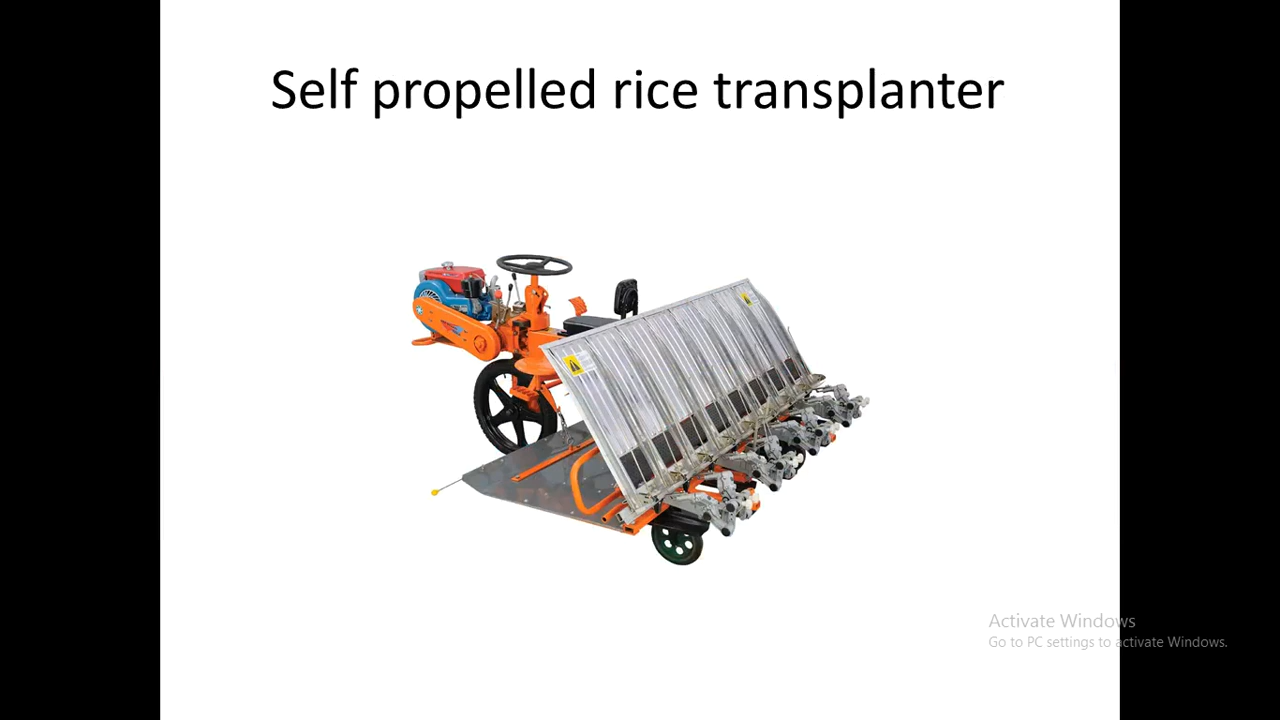 Self propelled rice transplanter
Activate Windows
Go to PC settings to activate Windows.